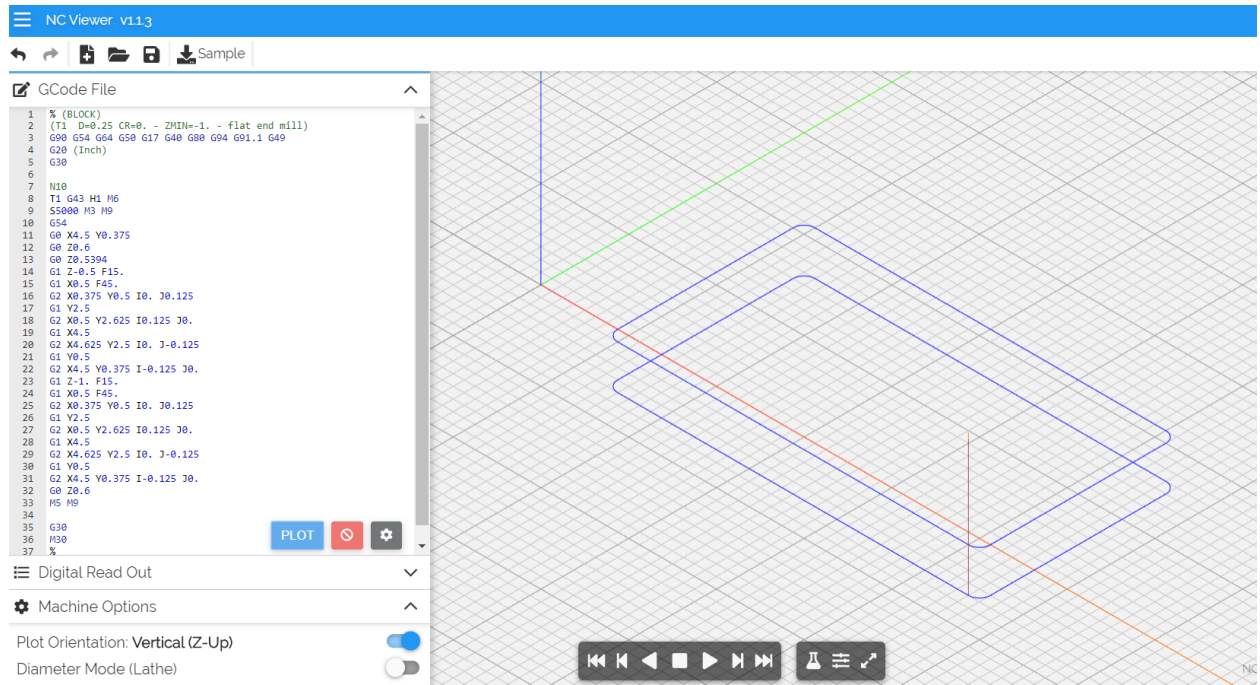 NC Viewer v1.1.3
Sample
GCode File
1 % (BLOCK)
2 (T1 D=0.25 CR=0. - ZMIN=-1. - flat end mill)
3 G90 G54 G64 G50 G17 G40 G80 G94 G91.1 G49
4 G20 (Inch)
5 G30
6
7 N10
8 T1 G43 H1 M6
9 S5000 M3 M9
10 G54
11 G0 X4.5 Y0.375
12 G0 Z0.6
13 G0 Z0.5394
14 G1 Z-0.5 F15.
15 G1 X0.5 F45.
16 G2 X0.375 Y0.5 I0. J0.125
17 G1 Y2.5
18 G2 X0.5 Y2.625 I0.125 J0.
19 G1 X4.5
20 G2 X4.625 Y2.5 I0. J-0.125
21 G1 Y0.5
22 G2 X4.5 Y0.375 I-0.125 J0.
23 G1 Z-1. F15.
24 G1 X0.5 F45.
25 G2 X0.375 Y0.5 I0. J0.125
26 G1 Y2.5
27 G2 X0.5 Y2.625 I0.125 J0.
28 G1 X4.5
29 G2 X4.625 Y2.5 I0. J-0.125
30 G1 Y0.5
31 G2 X4.5 Y0.375 I-0.125 J0.
32 G0 Z0.6
33 M5 M9
34
35 G30
36 M30
37 %
PLOT
Digital Read Out
Machine Options
Plot Orientation: Vertical (Z-Up)
Diameter Mode (Lathe)
NC